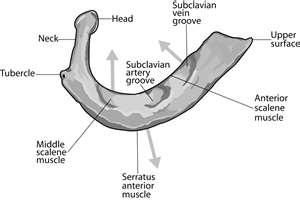 Head
Neck
Tubercle
Subclavian
vein
groove
Subclavian
artery
groove
Upper
surface
Anterior
scalene
muscle
Middle
scalene
muscle
Serratus
anterior
muscle